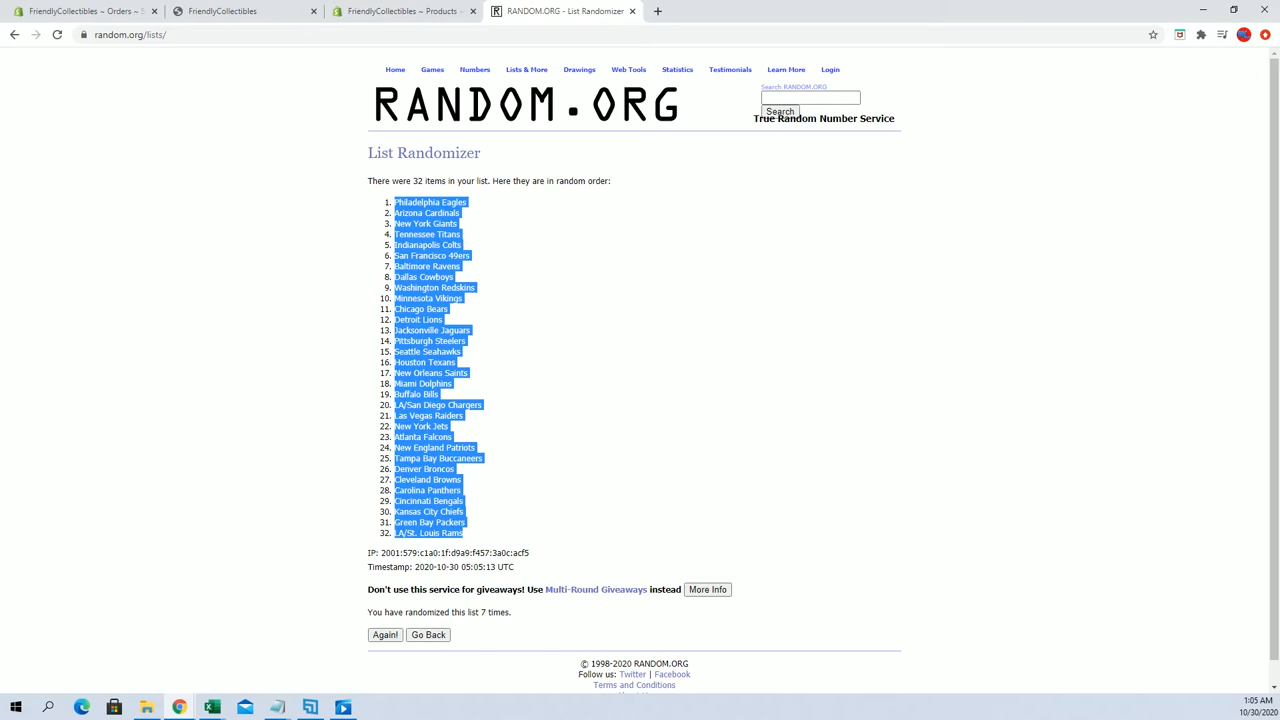 FriendlyCollectibles ~ Orders ~ S
FriendlyCollectibles
FriendlyCollectibles ~ Products ~
RANDOM.ORG - List Randomizer
random.org/lists/
Home Games Numbers Lists & More Drawings Web Tools Statistics Testimonials Learn More Login
RANDOM.ORG
Search RANDOM.ORG
Search
True Random Number Service
List Randomizer
There were 32 items in your list. Here they are in random order:
1. Philadelphia Eagles
2. Arizona Cardinals
3. New York Giants
4. Tennessee Titans
5. Indianapolis Colts
6. San Francisco 49ers
7. Baltimore Ravens
8. Dallas Cowboys
9. Washington Redskins
10. Minnesota Vikings
11. Chicago Bears
12. Detroit Lions
13. Jacksonville Jaguars
14. Pittsburgh Steelers
15. Seattle Seahawks
16. Houston Texans
17. New Orleans Saints
18. Miami Dolphins
19. Buffalo Bills
20. LA/San Diego Chargers
21. Las Vegas Raiders
22. New York Jets
23. Atlanta Falcons
24. New England Patriots
25. Tampa Bay Buccaneers
26. Denver Broncos
27. Cleveland Browns
28. Carolina Panthers
29. Cincinnati Bengals
30. Kansas City Chiefs
31. Green Bay Packers
32. LA/St. Louis Rams
IP: 2001:579:c1a0:1f:d9a9:f457:3a0c:acf5
Timestamp: 2020-10-30 05:05:13 UTC
Don't use this service for giveaways! Use Multi-Round Giveaways instead More Info
You have randomized this list 7 times.
Again! Go Back
© 1998-2020 RANDOM.ORG
Follow us: Twitter | Facebook
Terms and Conditions
1:05 AM
10/30/2020